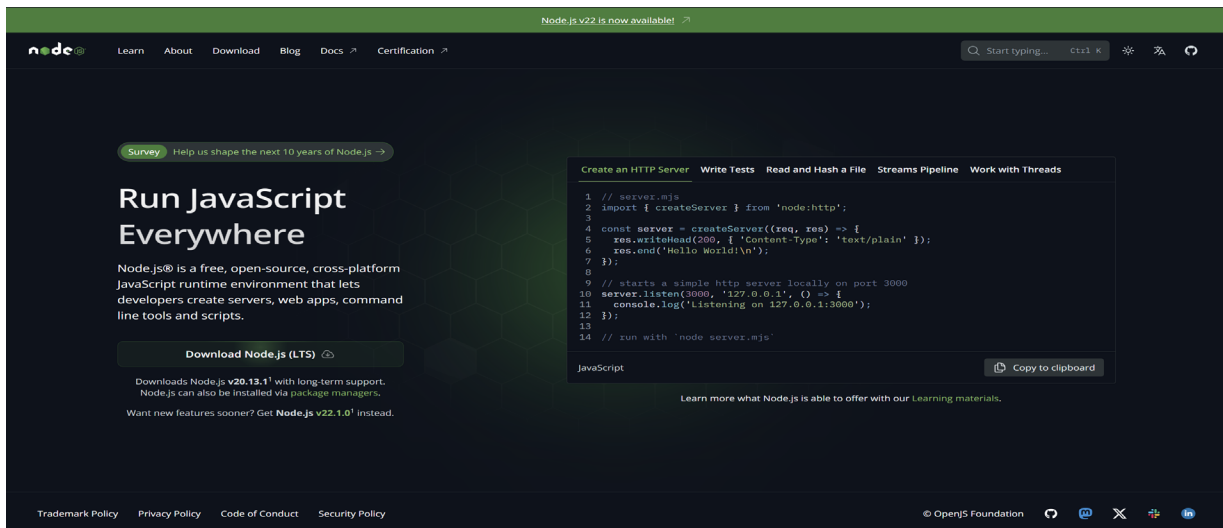 Node.js v22 is now available!
node
Learn About Download Blog Docs Certification
Start typing... Ctrl K
Survey Help us shape the next 10 years of Node.js →
Run JavaScript
Everywhere
Node.js® is a free, open-source, cross-platform
JavaScript runtime environment that lets
developers create servers, web apps, command
line tools and scripts.
Download Node.js (LTS)
Downloads Node.js v20.13.1¹ with long-term support.
Node.js can also be installed via package managers.
Want new features sooner? Get Node.js v22.1.0¹ instead.
Create an HTTP Server Write Tests Read and Hash a File Streams Pipeline Work with Threads
1 // server.mjs
2 import { createServer } from 'node:http';
3
4 const server = createServer((req, res) => {
5 res.writeHead(200, { 'Content-Type': 'text/plain' });
6 res.end('Hello World!\n');
7 });
8
9 // starts a simple http server locally on port 3000
10 server.listen(3000, '127.0.0.1', () => {
11 console.log('Listening on 127.0.0.1:3000');
12 });
13
14 // run with `node server.mjs`
JavaScript Copy to clipboard
Learn more what Node.js is able to offer with our Learning materials.
Trademark Policy Privacy Policy Code of Conduct Security Policy
© OpenJS Foundation